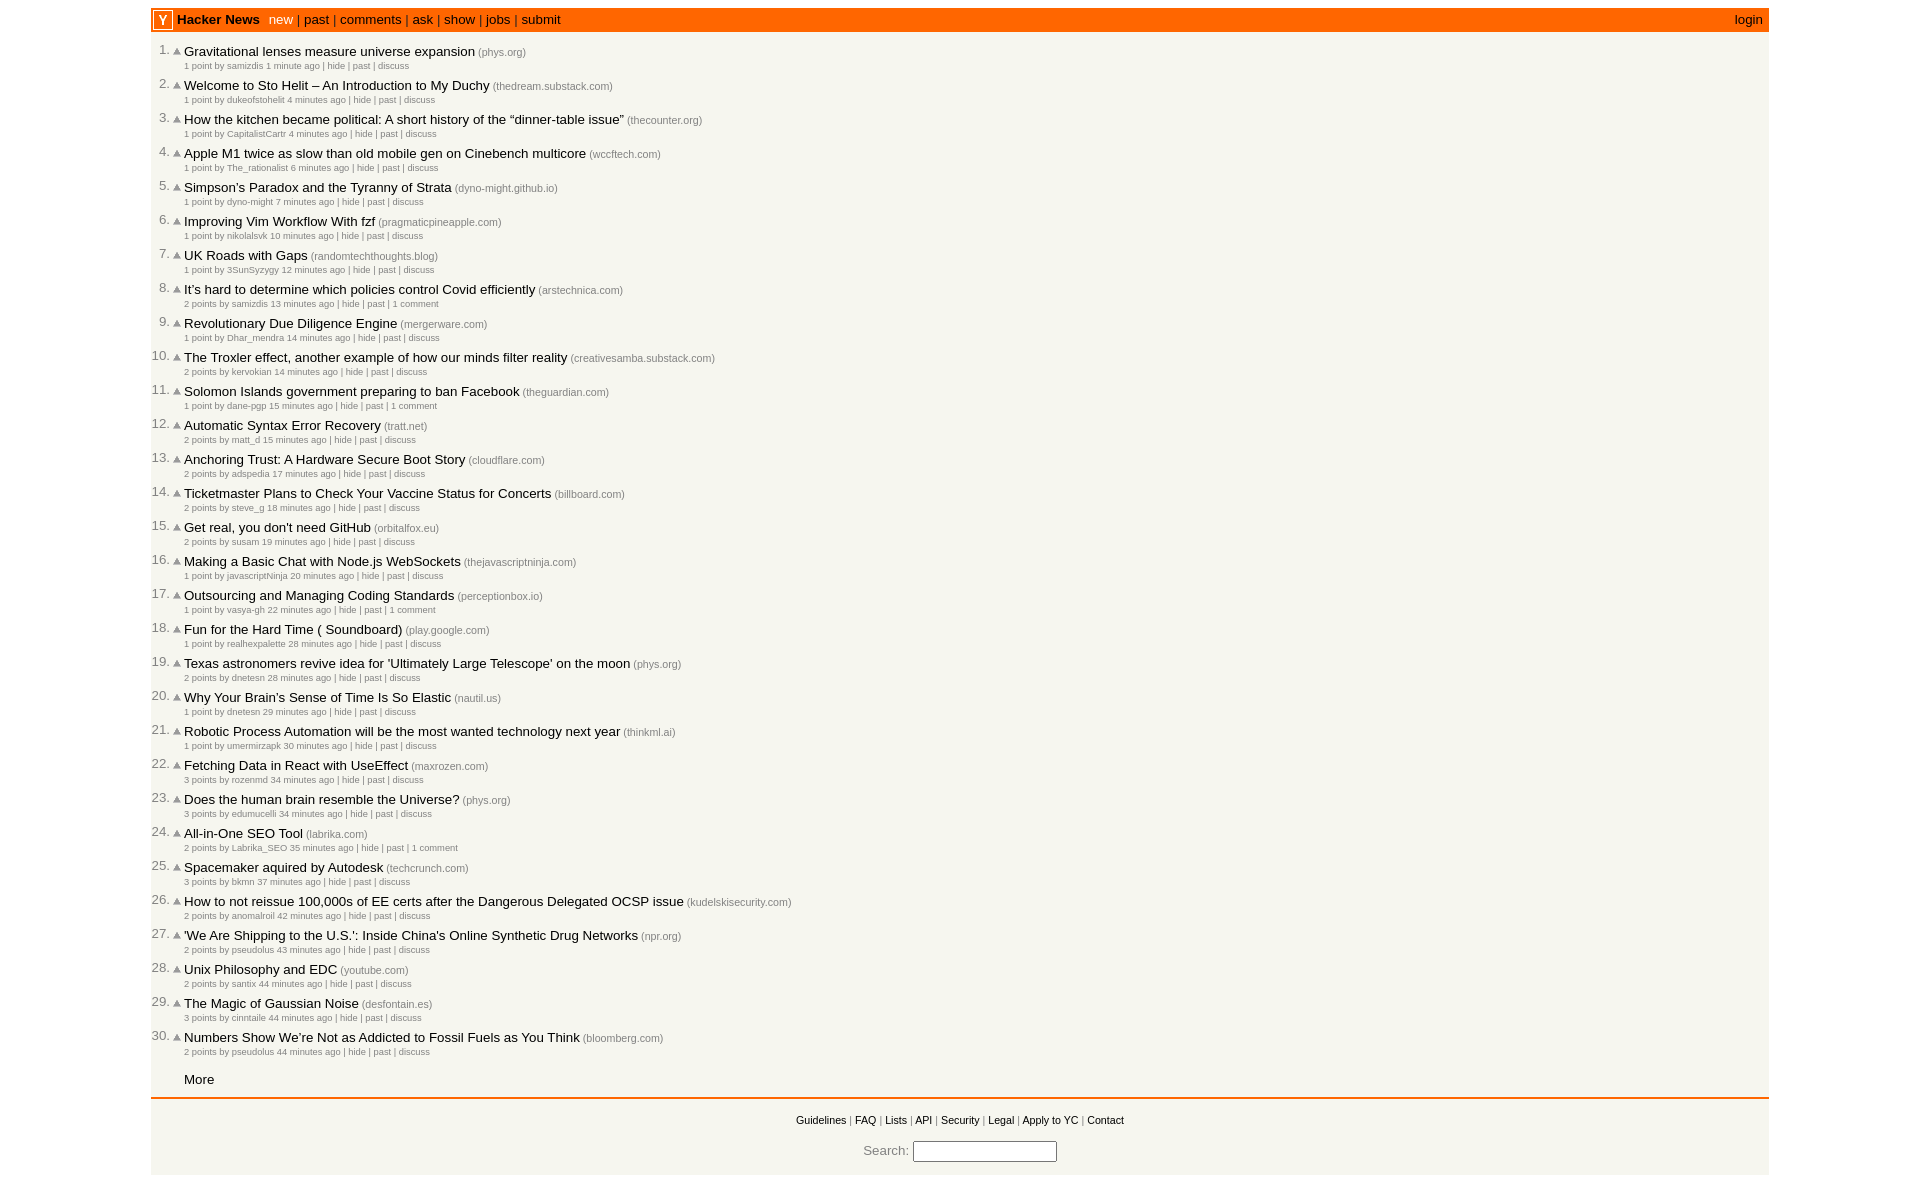 Y Hacker News new | past | comments | ask | show | jobs | submit login
1. Gravitational lenses measure universe expansion (phys.org)
1 point by samizdis 1 minute ago | hide | past | discuss
2. Welcome to Sto Helit – An Introduction to My Duchy (thedream.substack.com)
1 point by dukeofstohelit 4 minutes ago | hide | past | discuss
3. How the kitchen became political: A short history of the “dinner-table issue” (thecounter.org)
1 point by CapitalistCartr 4 minutes ago | hide | past | discuss
4. Apple M1 twice as slow than old mobile gen on Cinebench multicore (wccftech.com)
1 point by The_rationalist 6 minutes ago | hide | past | discuss
5. Simpson’s Paradox and the Tyranny of Strata (dyno-might.github.io)
1 point by dyno-might 7 minutes ago | hide | past | discuss
6. Improving Vim Workflow With fzf (pragmaticpineapple.com)
1 point by nikolalsvk 10 minutes ago | hide | past | discuss
7. UK Roads with Gaps (randomtechthoughts.blog)
1 point by 3SunSyzygy 12 minutes ago | hide | past | discuss
8. It’s hard to determine which policies control Covid efficiently (arstechnica.com)
2 points by samizdis 13 minutes ago | hide | past | 1 comment
9. Revolutionary Due Diligence Engine (mergerware.com)
1 point by Dhar_mendra 14 minutes ago | hide | past | discuss
10. The Troxler effect, another example of how our minds filter reality (creativesamba.substack.com)
2 points by kervokian 14 minutes ago | hide | past | discuss
11. Solomon Islands government preparing to ban Facebook (theguardian.com)
1 point by dane-pgp 15 minutes ago | hide | past | 1 comment
12. Automatic Syntax Error Recovery (tratt.net)
2 points by matt_d 15 minutes ago | hide | past | discuss
13. Anchoring Trust: A Hardware Secure Boot Story (cloudflare.com)
2 points by adspedia 17 minutes ago | hide | past | discuss
14. Ticketmaster Plans to Check Your Vaccine Status for Concerts (billboard.com)
2 points by steve_g 18 minutes ago | hide | past | discuss
15. Get real, you don't need GitHub (orbitalfox.eu)
2 points by susam 19 minutes ago | hide | past | discuss
16. Making a Basic Chat with Node.js WebSockets (thejavascriptninja.com)
1 point by javascriptNinja 20 minutes ago | hide | past | discuss
17. Outsourcing and Managing Coding Standards (perceptionbox.io)
1 point by vasya-gh 22 minutes ago | hide | past | 1 comment
18. Fun for the Hard Time ( Soundboard) (play.google.com)
1 point by realhexpalette 28 minutes ago | hide | past | discuss
19. Texas astronomers revive idea for 'Ultimately Large Telescope' on the moon (phys.org)
2 points by dnetesn 28 minutes ago | hide | past | discuss
20. Why Your Brain’s Sense of Time Is So Elastic (nautil.us)
1 point by dnetesn 29 minutes ago | hide | past | discuss
21. Robotic Process Automation will be the most wanted technology next year (thinkml.ai)
1 point by umermirzapk 30 minutes ago | hide | past | discuss
22. Fetching Data in React with UseEffect (maxrozen.com)
3 points by rozenmd 34 minutes ago | hide | past | discuss
23. Does the human brain resemble the Universe? (phys.org)
3 points by edumucelli 34 minutes ago | hide | past | discuss
24. All-in-One SEO Tool (labrika.com)
2 points by Labrika_SEO 35 minutes ago | hide | past | 1 comment
25. Spacemaker aquired by Autodesk (techcrunch.com)
3 points by bkmn 37 minutes ago | hide | past | discuss
26. How to not reissue 100,000s of EE certs after the Dangerous Delegated OCSP issue (kudelskisecurity.com)
2 points by anomalroil 42 minutes ago | hide | past | discuss
27. 'We Are Shipping to the U.S.': Inside China's Online Synthetic Drug Networks (npr.org)
2 points by pseudolus 43 minutes ago | hide | past | discuss
28. Unix Philosophy and EDC (youtube.com)
2 points by santix 44 minutes ago | hide | past | discuss
29. The Magic of Gaussian Noise (desfontain.es)
3 points by cinntaile 44 minutes ago | hide | past | discuss
30. Numbers Show We’re Not as Addicted to Fossil Fuels as You Think (bloomberg.com)
2 points by pseudolus 44 minutes ago | hide | past | discuss
More
Guidelines | FAQ | Lists | API | Security | Legal | Apply to YC | Contact
Search: